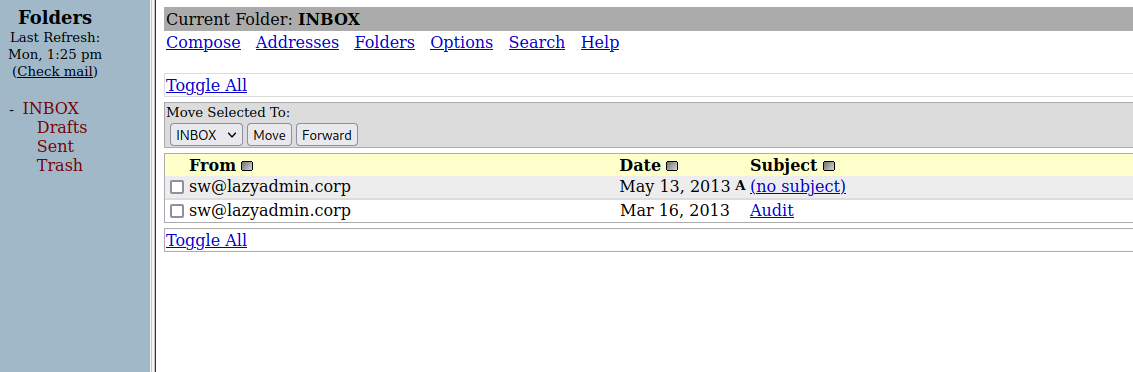 Folders
Last Refresh:
Mon, 1:25 pm
(Check mail)
- INBOX
Drafts
Sent
Trash
Current Folder: INBOX
Compose Addresses Folders Options Search Help
Toggle All
Move Selected To:
INBOX Move Forward
From Date Subject
sw@lazyadmin.corp May 13, 2013 A (no subject)
sw@lazyadmin.corp Mar 16, 2013 Audit
Toggle All